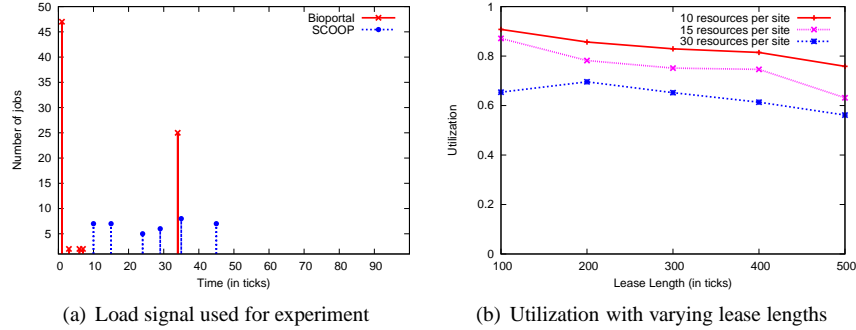 Bioportal
SCOOP
Number of jobs
50
45
40
35
30
25
20
15
10
5
0 10 20 30 40 50 60 70 80 90
Time (in ticks)
(a) Load signal used for experiment
10 resources per site
15 resources per site
30 resources per site
Utilization
1
0.8
0.6
0.4
0.2
0
100 200 300 400 500
Lease Length (in ticks)
(b) Utilization with varying lease lengths